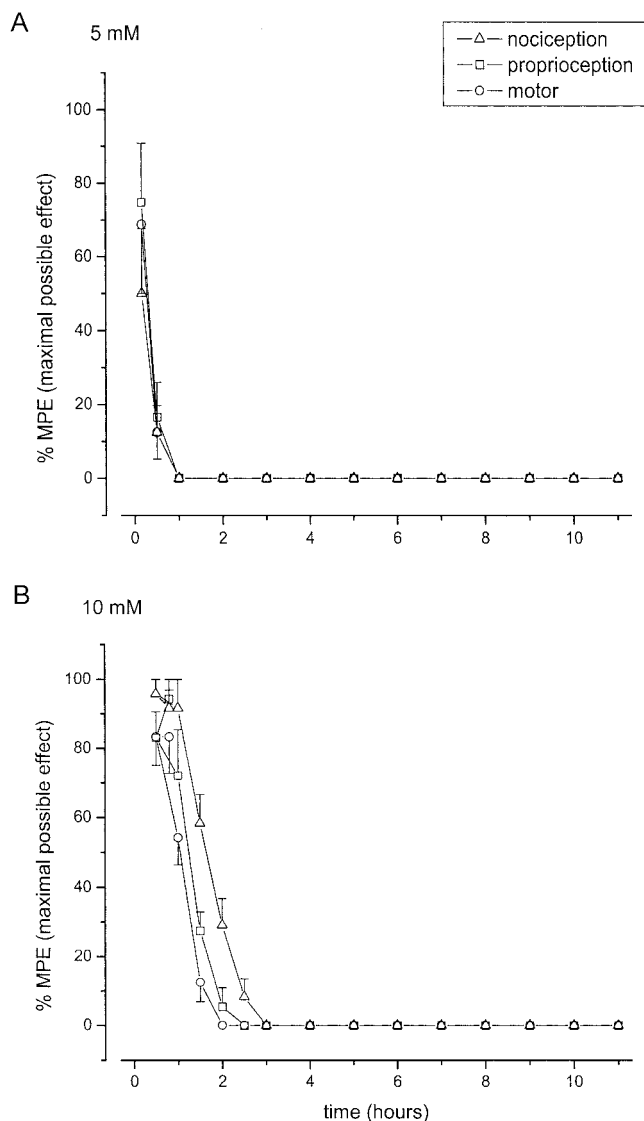 A
5 mM
nociception
proprioception
motor
100
80
60
40
20
0
% MPE (maximal possible effect)
0 2 4 6 8 10
B
10 mM
100
80
60
40
20
0
% MPE (maximal possible effect)
0 2 4 6 8 10
time (hours)